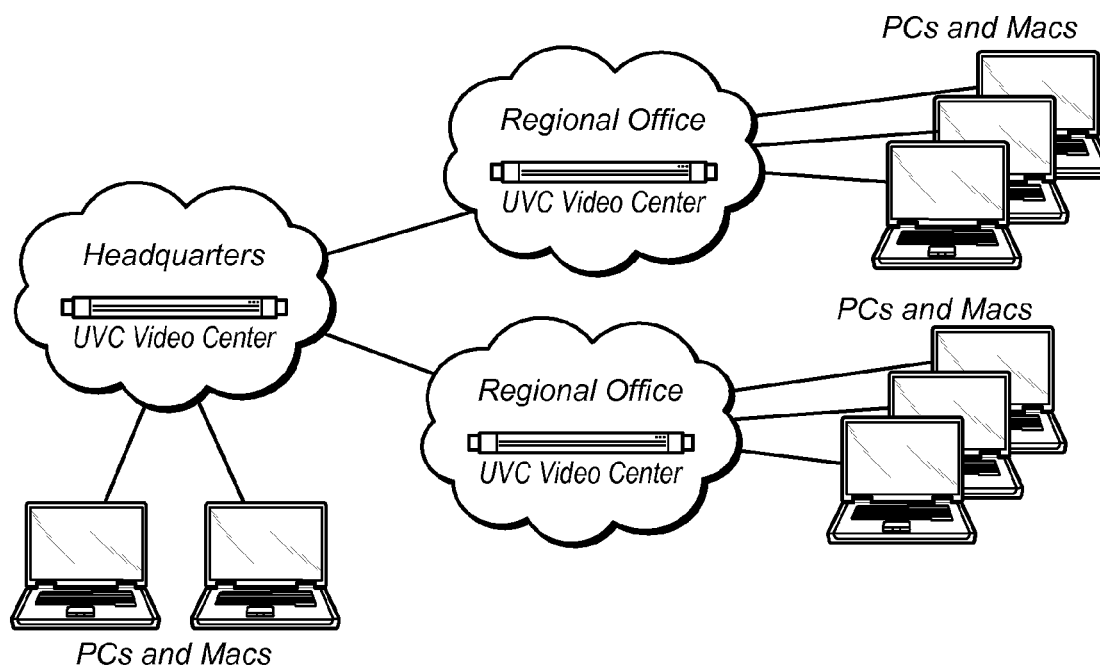 PCs and Macs
Regional Office
UVC Video Center
Headquarters
UVC Video Center
PCs and Macs
Regional Office
UVC Video Center
PCs and Macs